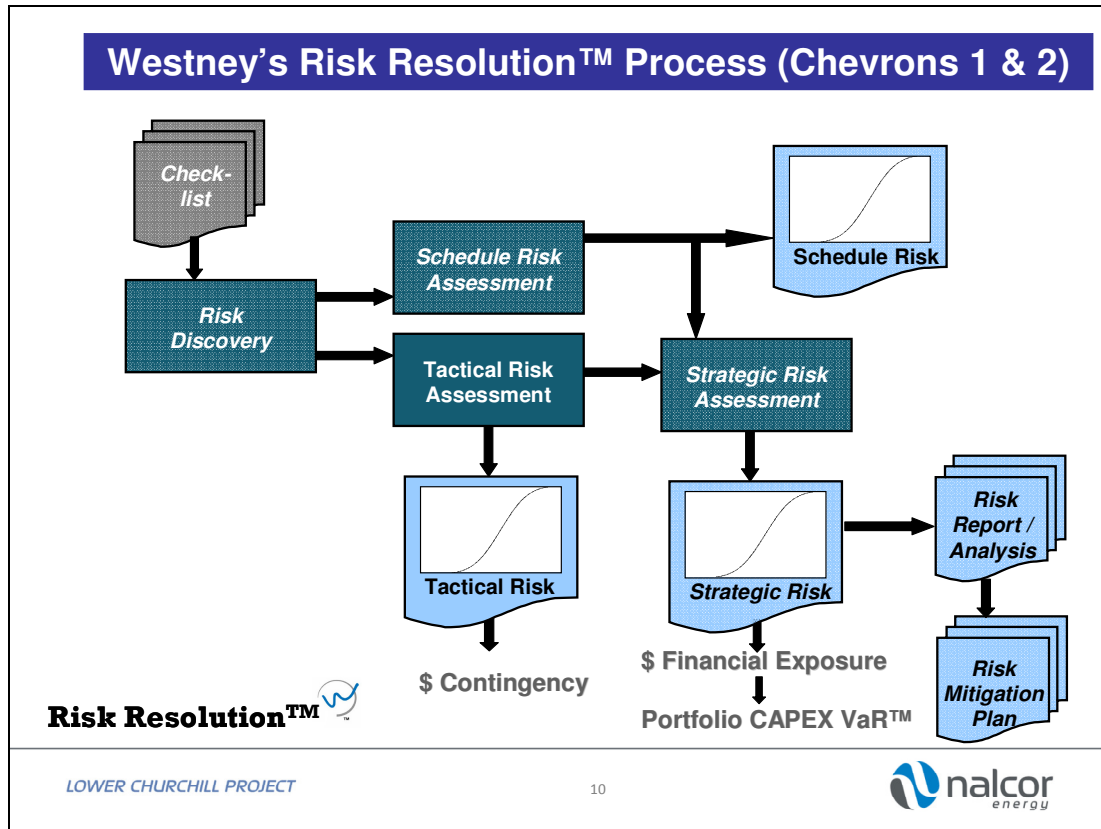 Westney’s Risk Resolution™ Process (Chevrons 1 & 2)
Check-
list
Schedule Risk
Assessment
Schedule Risk
Risk
Discovery
Tactical Risk
Assessment
Strategic Risk
Assessment
Tactical Risk
Strategic Risk
Risk
Report /
Analysis
$ Contingency
$ Financial Exposure
Portfolio CAPEX VaR™
Risk
Mitigation
Plan
Risk Resolution™
TM
LOWER CHURCHILL PROJECT
10
nalcor
energy